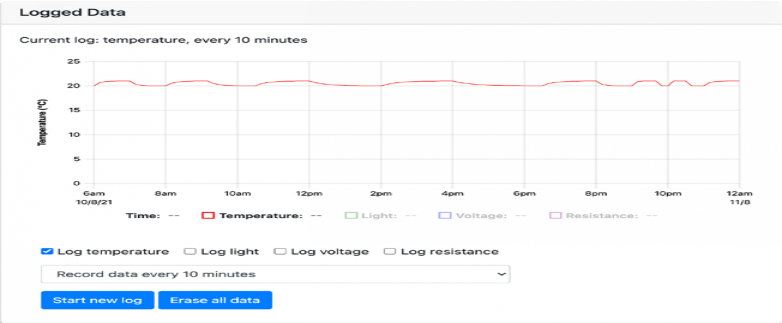 Logged Data
Current log: temperature, every 10 minutes
25
20
15
10
5
0
Temperature (°C)
6am 8am 10am 12pm 2pm 4pm 6pm 8pm 10pm 12am
10/8/21 11/8
Time: -- Temperature: -- Light: -- Voltage: -- Resistance: --
Log temperature Log light Log voltage Log resistance
Record data every 10 minutes
Start new log Erase all data